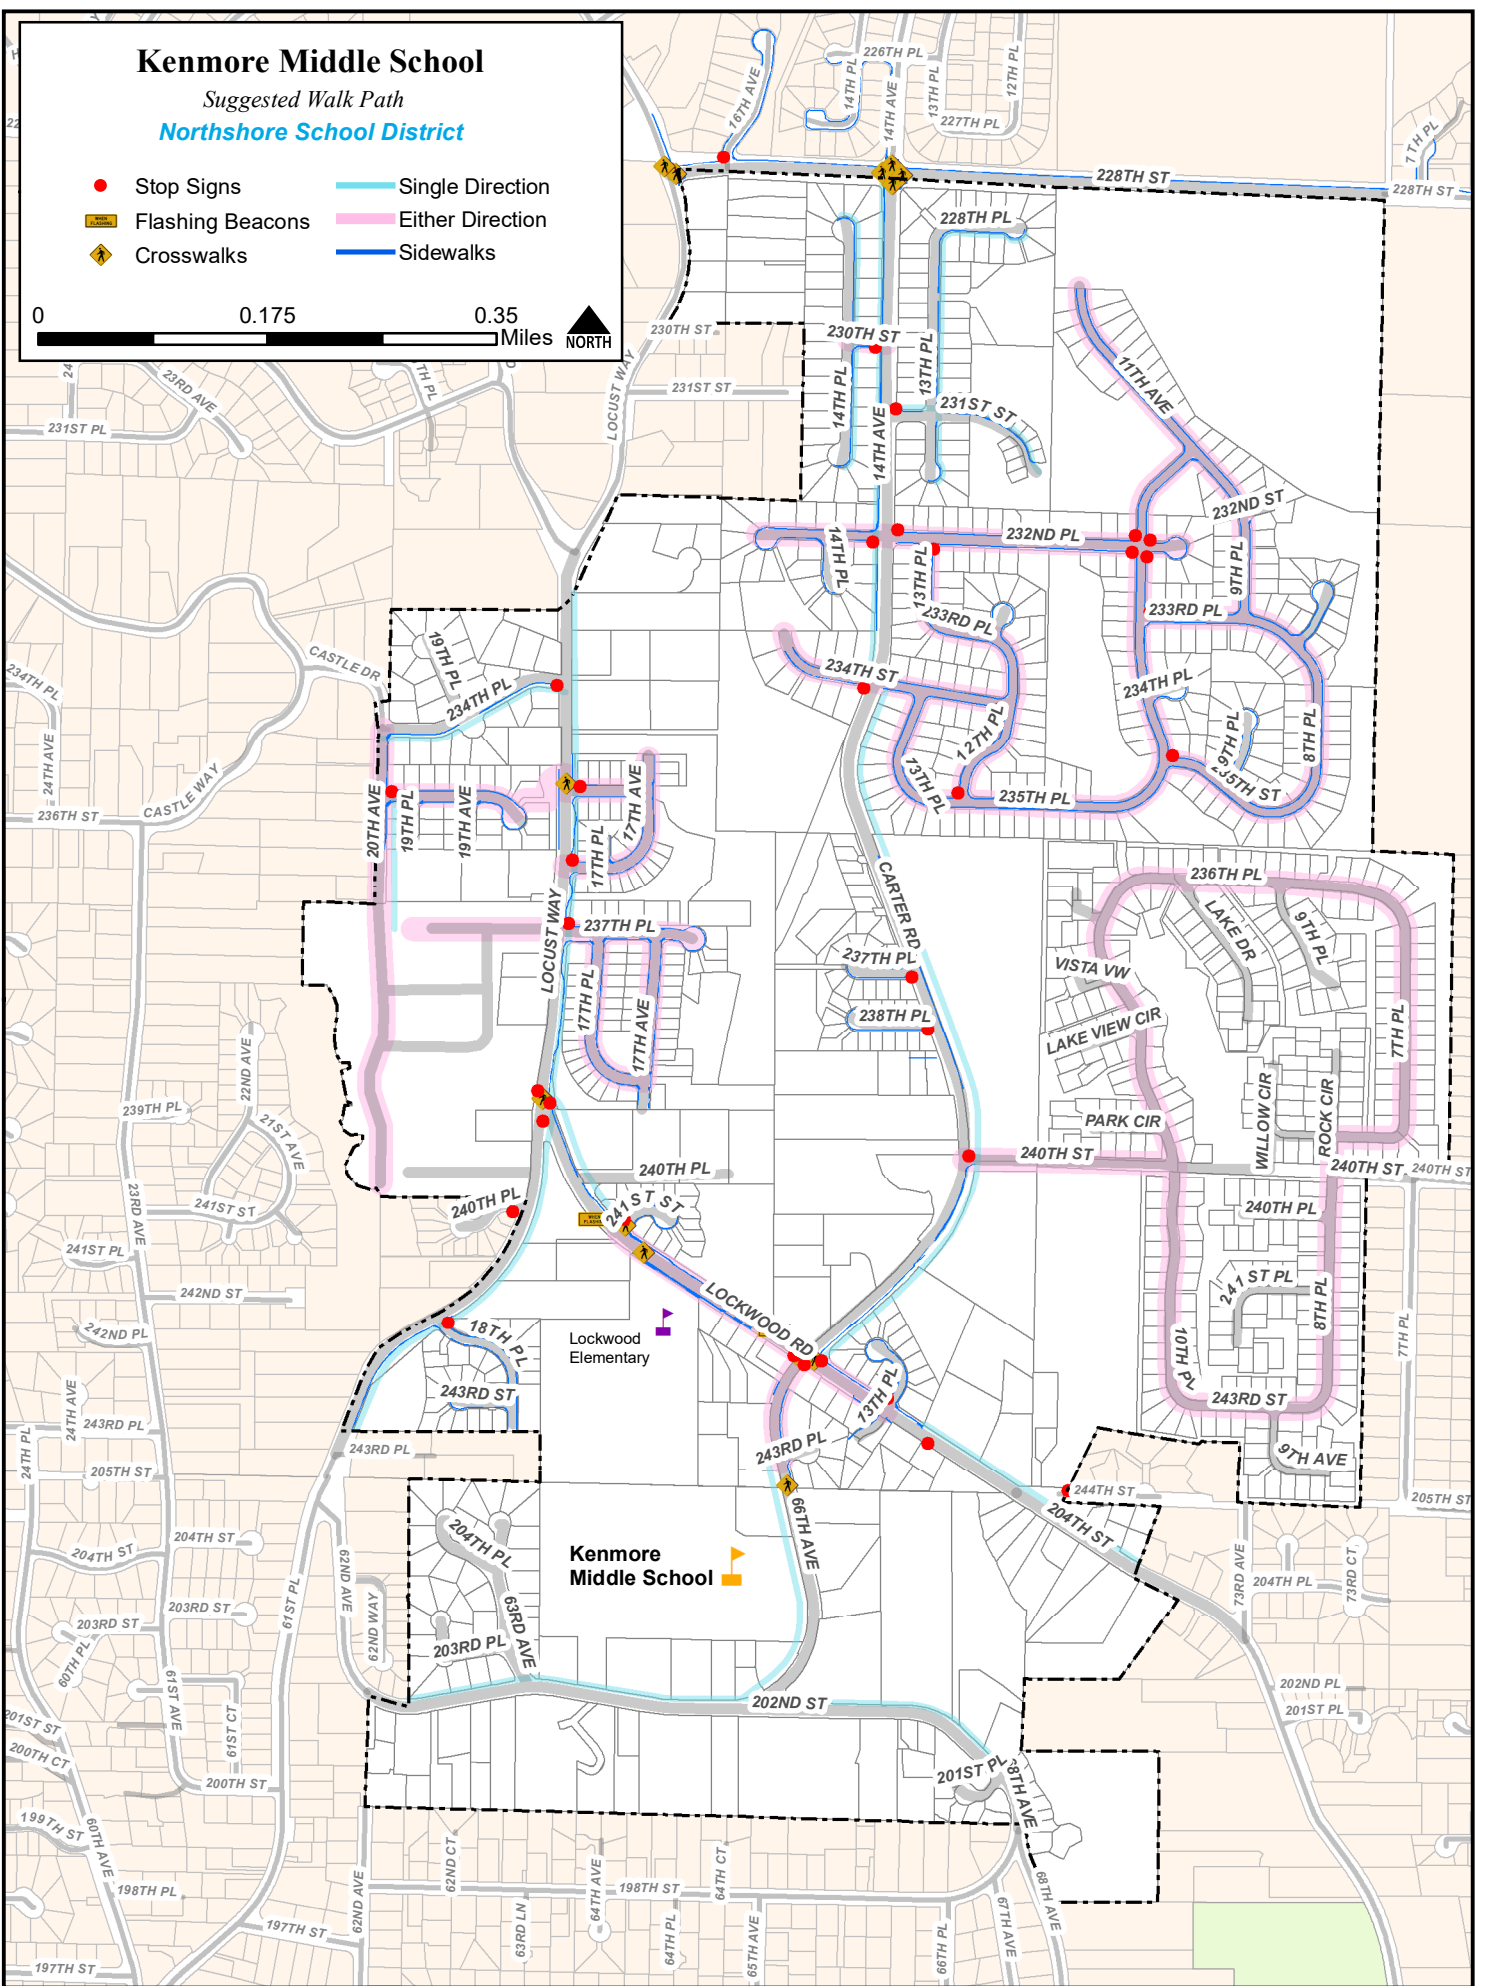 Kenmore Middle School
Suggested Walk Path
Northshore School District
Stop Signs
Single Direction
Flashing Beacons
Either Direction
Crosswalks
Sidewalks
0 0.175 0.35
Miles
NORTH
226TH PL
14TH PL
14TH AVE
13TH PL
12TH PL
16TH AVE
227TH PL
7TH PL
228TH ST
228TH ST
228TH PL
230TH ST
230TH ST
231ST ST
LOCUST WAY
23RD AVE
231ST PL
14TH PL
13TH PL
231ST ST
14TH AVE
11TH AVE
232ND ST
232ND PL
14TH PL
13TH PL
9TH PL
233RD PL
233RD PL
234TH ST
234TH PL
12TH PL
13TH PL
235TH PL
9TH PL
235TH ST
8TH PL
19TH PL
234TH PL
CASTLE DR
234TH PL
24TH AVE
CASTLE WAY
236TH ST
20TH AVE
19TH PL
19TH AVE
17TH AVE
17TH PL
LOCUST WAY
237TH PL
17TH PL
17TH AVE
CARTER RD
237TH PL
238TH PL
236TH PL
LAKE DR
9TH PL
VISTA VW
LAKE VIEW CIR
7TH PL
WILLOW CIR
ROCK CIR
PARK CIR
240TH ST
240TH ST
240TH ST
240TH PL
241ST PL
8TH PL
7TH PL
10TH PL
243RD ST
9TH AVE
22ND AVE
239TH PL
21ST AVE
23RD AVE
241ST ST
241ST PL
242ND ST
242ND PL
240TH PL
240TH PL
241ST ST
WHEN
FLASHING
LOCKWOOD RD
Lockwood
Elementary
18TH PL
243RD ST
13TH PL
243RD PL
24TH AVE
243RD PL
24TH PL
205TH ST
243RD PL
244TH ST
204TH ST
205TH ST
66TH AVE
Kenmore
Middle School
204TH PL
63RD AVE
203RD PL
204TH ST
204TH ST
62ND AVE
62ND WAY
61ST PL
203RD ST
203RD ST
60TH PL
61ST AVE
61ST CT
201ST ST
200TH CT
200TH ST
199TH ST
60TH AVE
198TH PL
197TH ST
197TH ST
202ND ST
201ST PL
68TH AVE
73RD AVE
204TH PL
73RD CT
202ND PL
201ST PL
62ND AVE
62ND CT
63RD LN
64TH AVE
198TH ST
64TH PL
64TH CT
65TH AVE
66TH PL
67TH AVE
68TH AVE